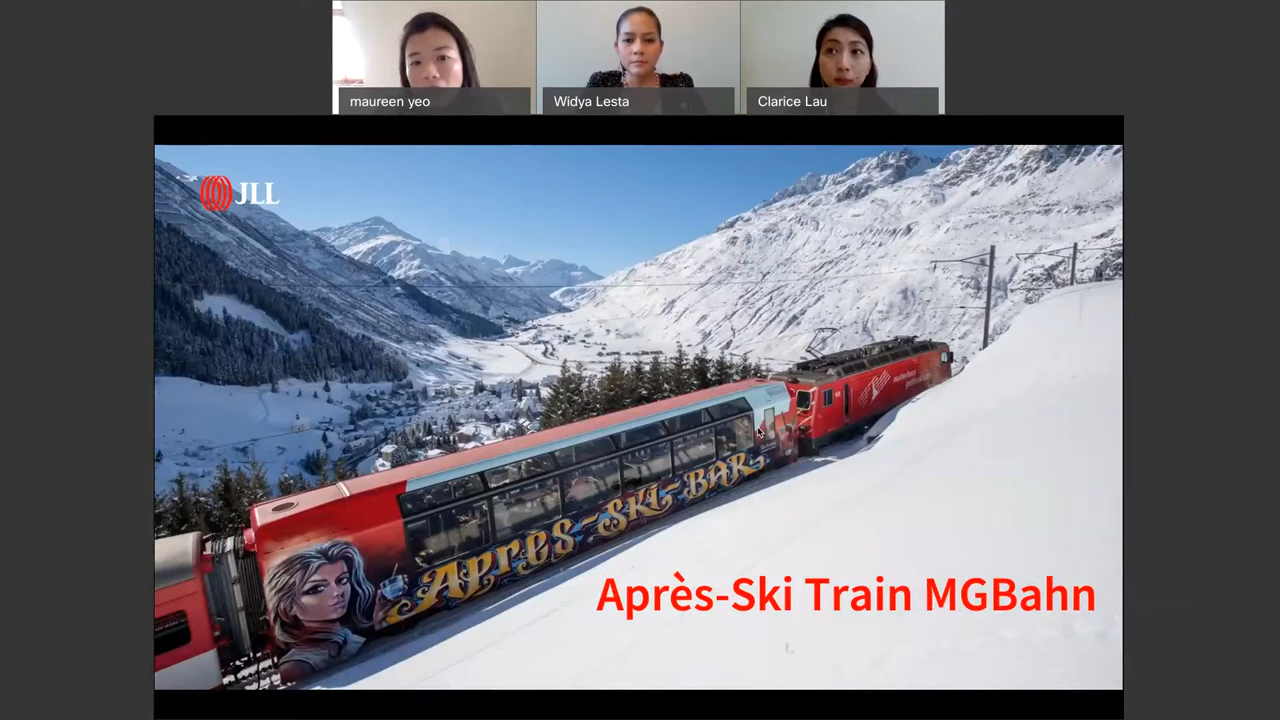 maureen yeo
Widya Lesta
Clarice Lau
JLL
APRÈS-SKI-BAR
Après-Ski Train MGBahn